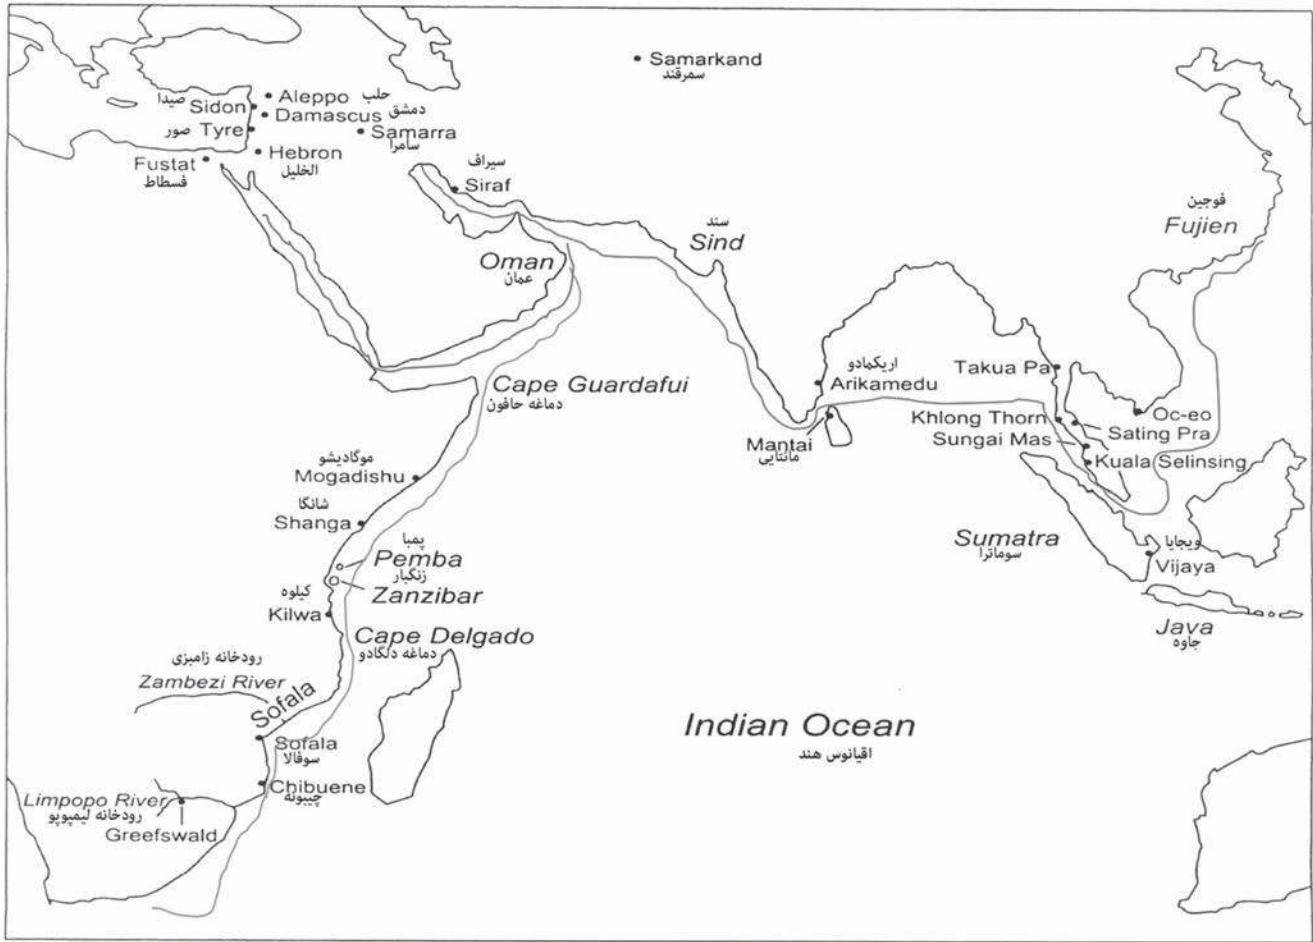 Samarkand
سمرقند
صیدا
Sidon
Aleppo
حلب
Damascus
دمشق
صور
Tyre
Samarra
سامرا
Fustat
فسطاط
Hebron
الخلیل
سیراف
Siraf
سند
Sind
فوجین
Fujien
Oman
عمان
Cape Guardafui
دماغه حافون
اریکمادو
Arikamedu
Takua Pa
Mantai
مانتایی
Khlong Thorn
Oc-eo
Sating Pra
Sungai Mas
Kuala Selinsing
موگادیشو
Mogadishu
شانگا
Shanga
پمبا
Pemba
زنگبار
Zanzibar
کیلوه
Kilwa
Sumatra
سوماترا
ویجایا
Vijaya
Java
جاوه
Cape Delgado
دماغه دلگادو
رودخانه زامبزی
Zambezi River
Sofala
Sofala
سوفالا
Indian Ocean
اقیانوس هند
Chibuene
چیبونه
Limpopo River
رودخانه لیمپوپو
Greefswald